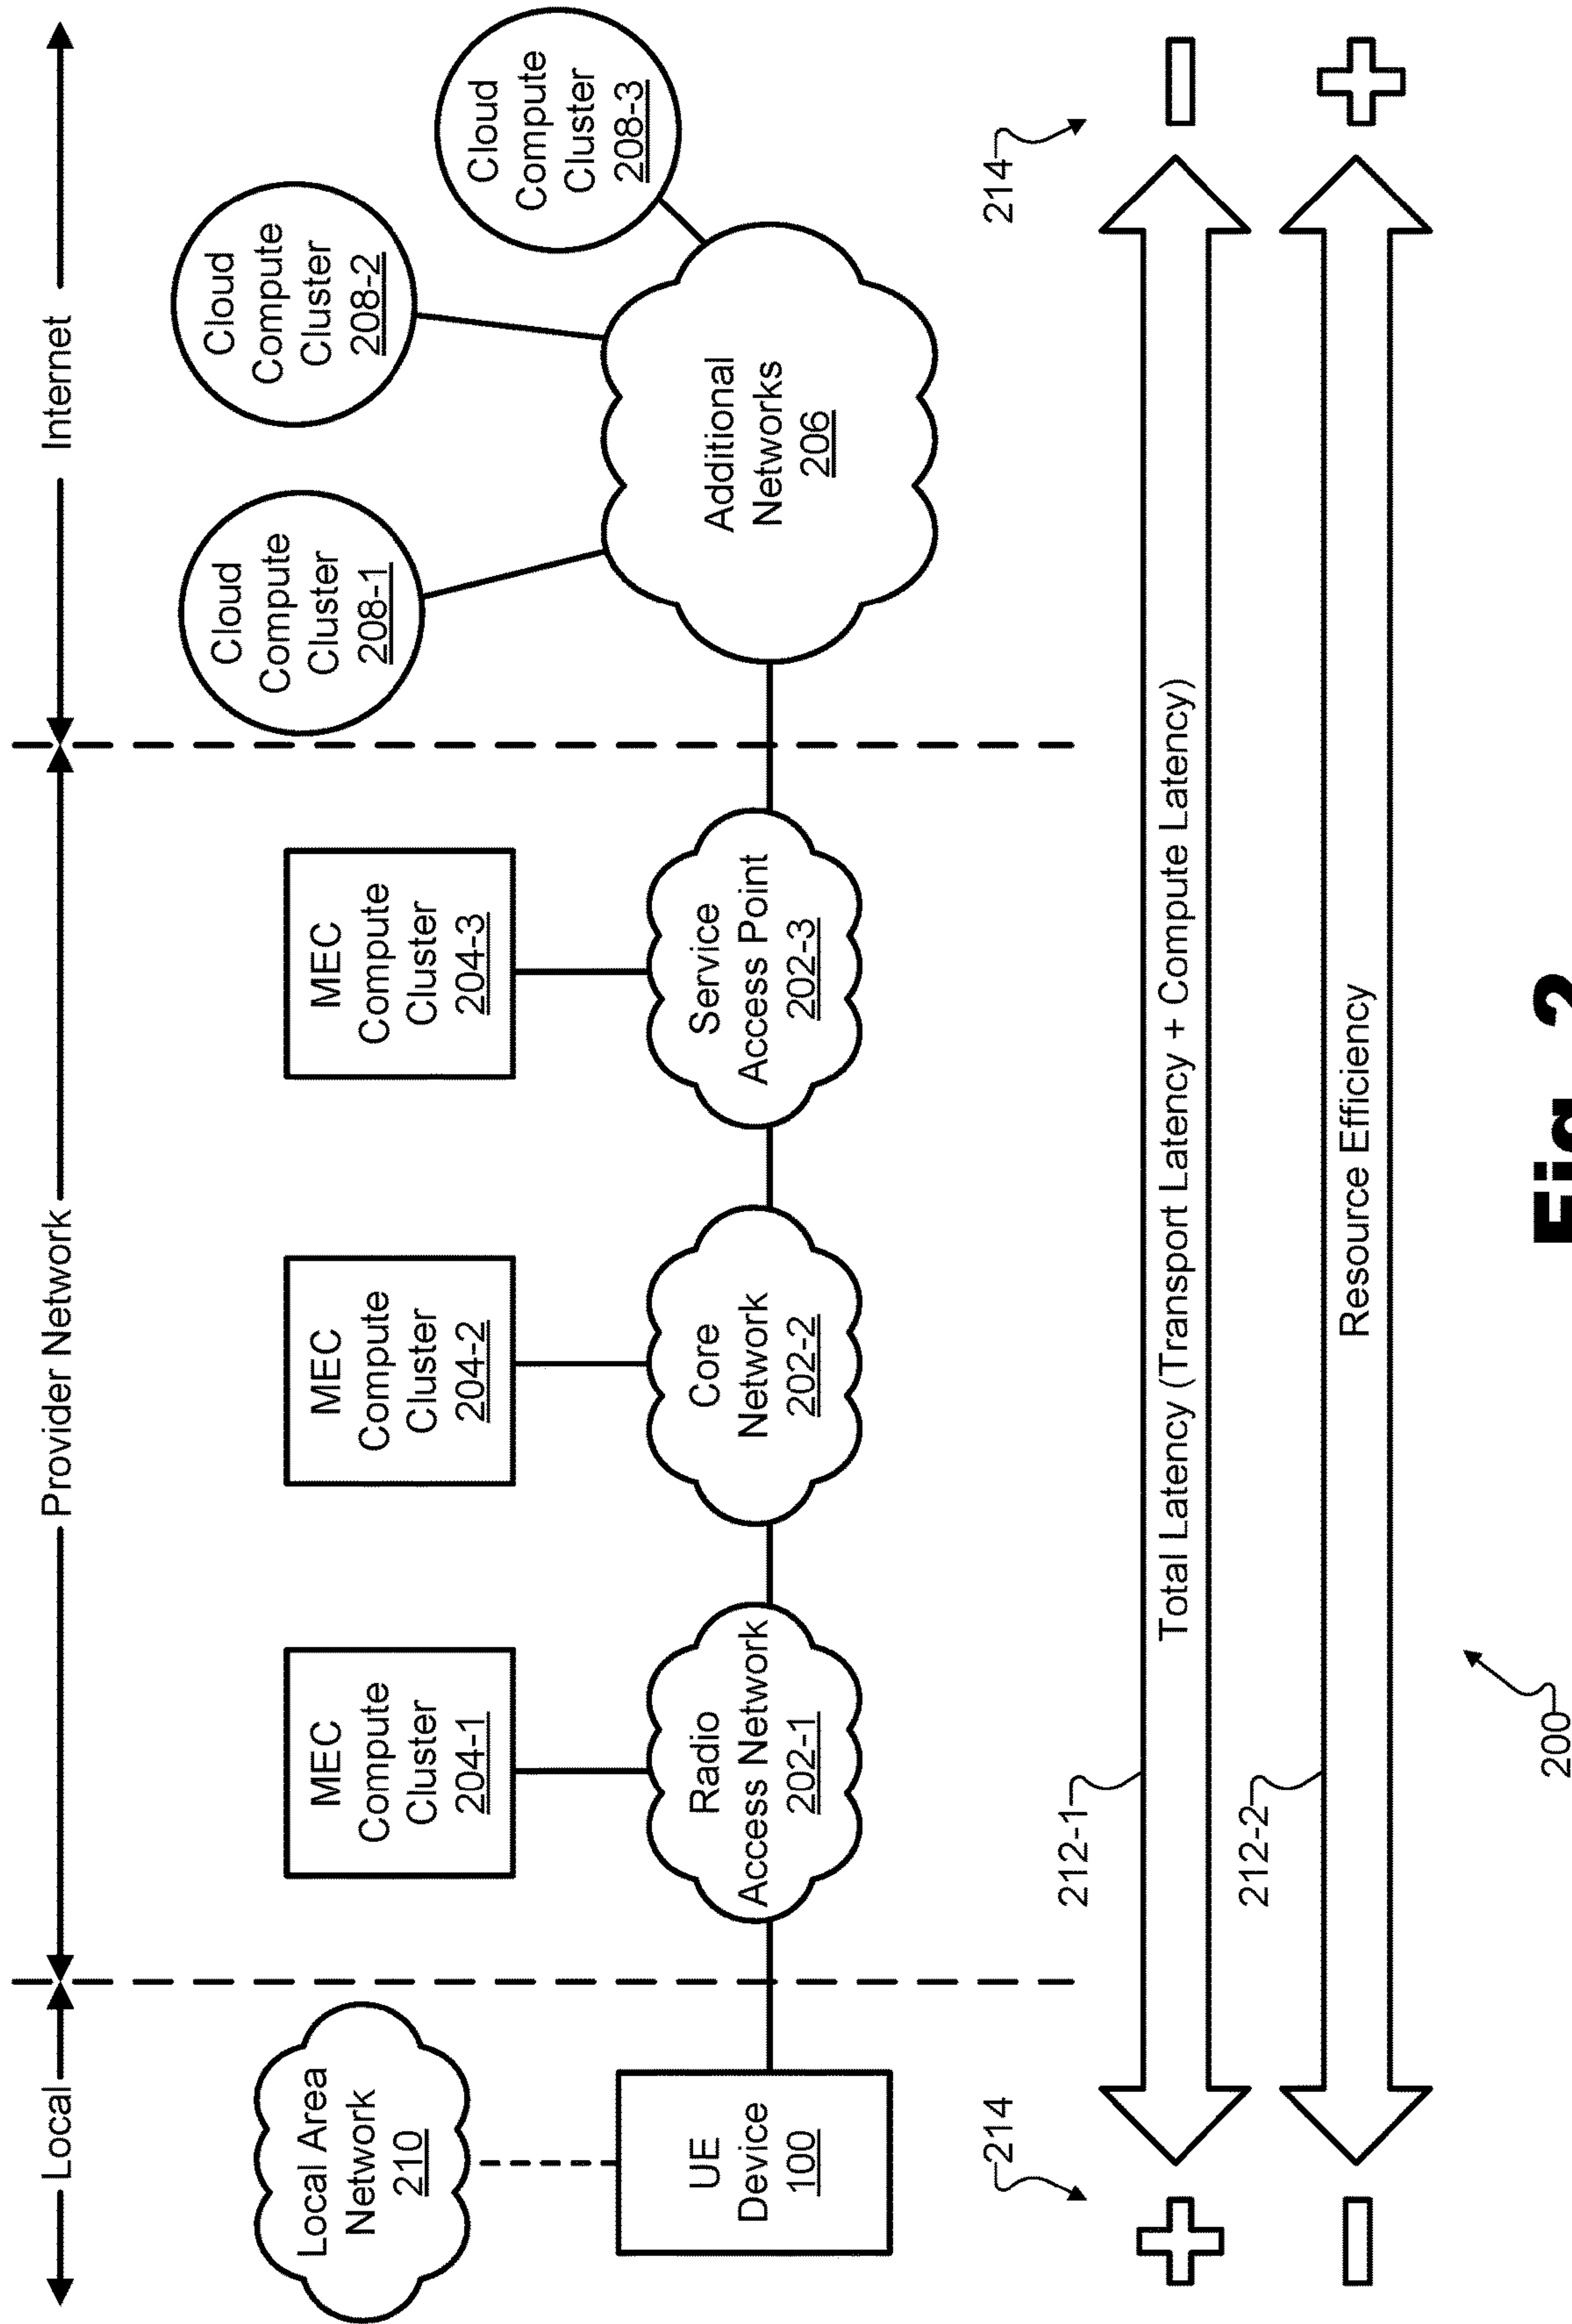 Local
Provider Network
Internet
Local Area
Network
210
UE
Device
100
MEC
Compute
Cluster
204-1
Radio
Access Network
202-1
MEC
Compute
Cluster
204-2
Core
Network
202-2
MEC
Compute
Cluster
204-3
Service
Access Point
202-3
Cloud
Compute
Cluster
208-1
Cloud
Compute
Cluster
208-2
Cloud
Compute
Cluster
208-3
Additional
Networks
206
214
214
212-1
Total Latency (Transport Latency + Compute Latency)
212-2
Resource Efficiency
200
Fig. 2